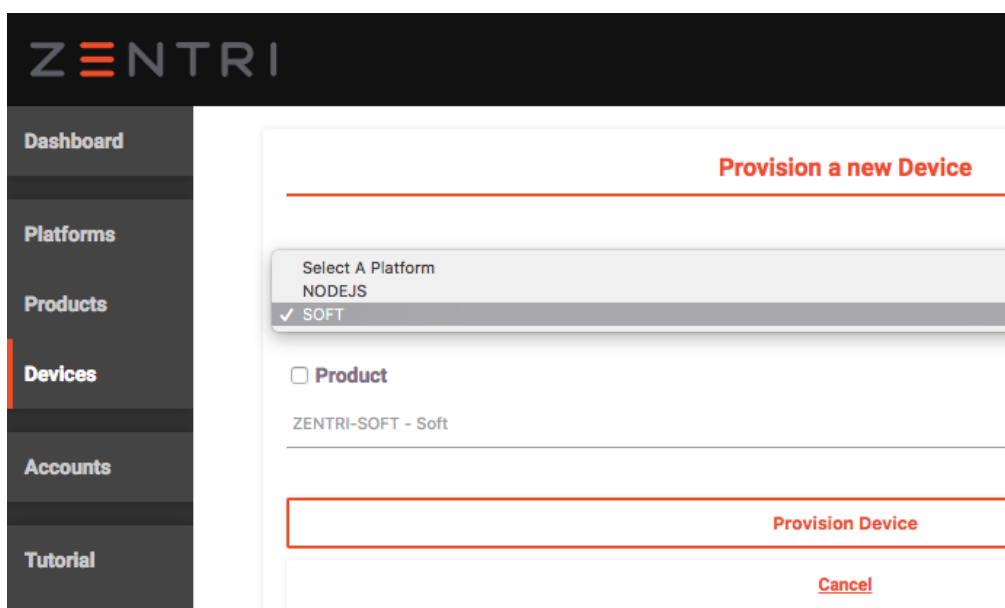 ZENTRI
Dashboard
Platforms
Products
Devices
Accounts
Tutorial
Provision a new Device
Select A Platform
NODEJS
✓ SOFT
Product
ZENTRI-SOFT - Soft
Provision Device
Cancel